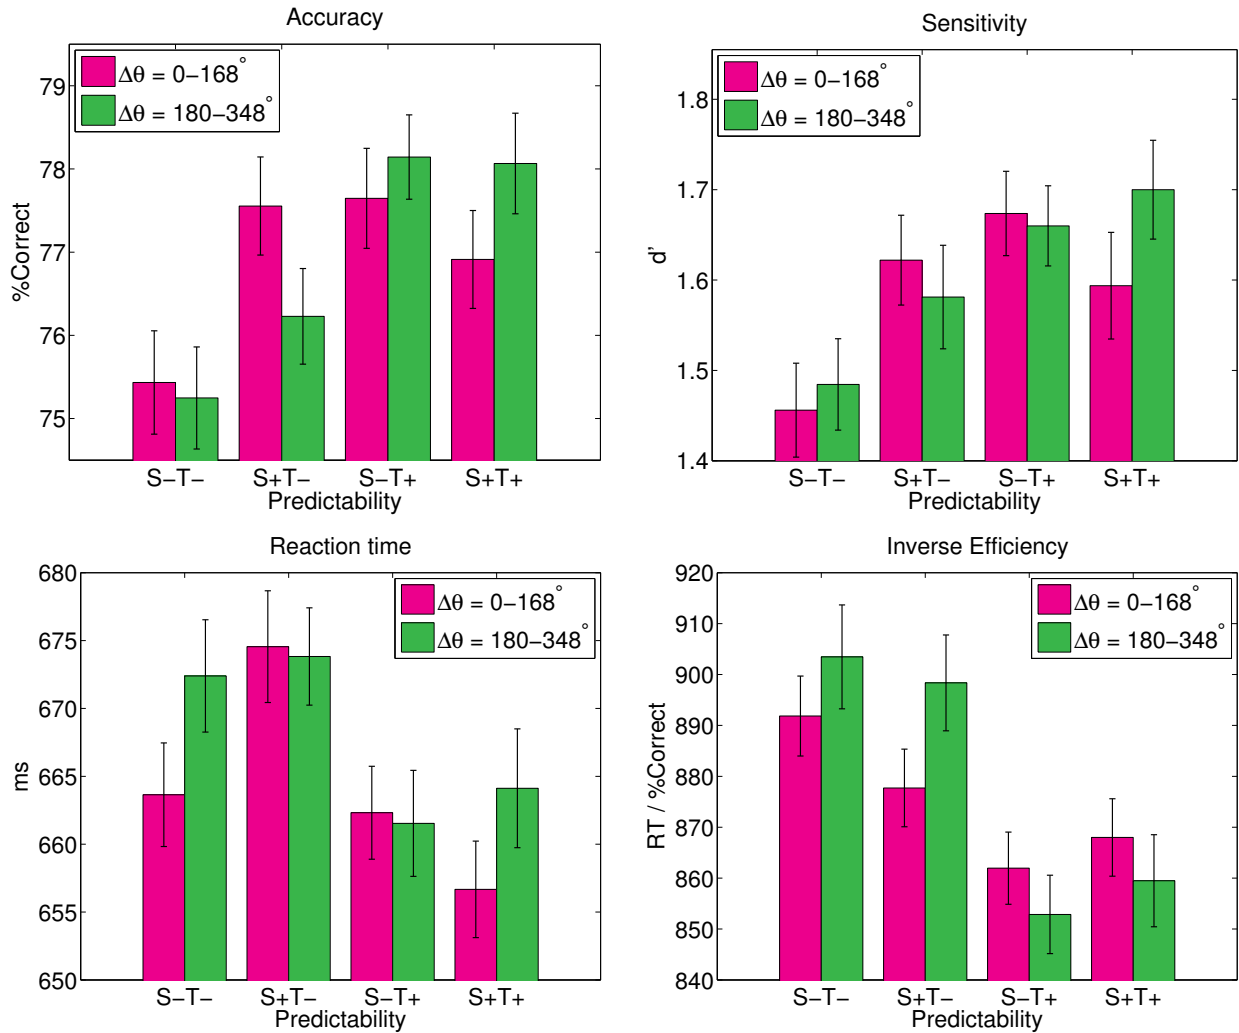 Accuracy
Δθ = 0−168°
Δθ = 180−348°
79
78
77
76
75
%Correct
S−T−
S+T−
S−T+
S+T+
Predictability
Sensitivity
Δθ = 0−168°
Δθ = 180−348°
1.8
1.7
1.6
1.5
1.4
d'
S−T−
S+T−
S−T+
S+T+
Predictability
Reaction time
Δθ = 0−168°
Δθ = 180−348°
680
675
670
665
660
655
650
ms
S−T−
S+T−
S−T+
S+T+
Predictability
Inverse Efficiency
Δθ = 0−168°
Δθ = 180−348°
920
910
900
890
880
870
860
850
840
RT / %Correct
S−T−
S+T−
S−T+
S+T+
Predictability